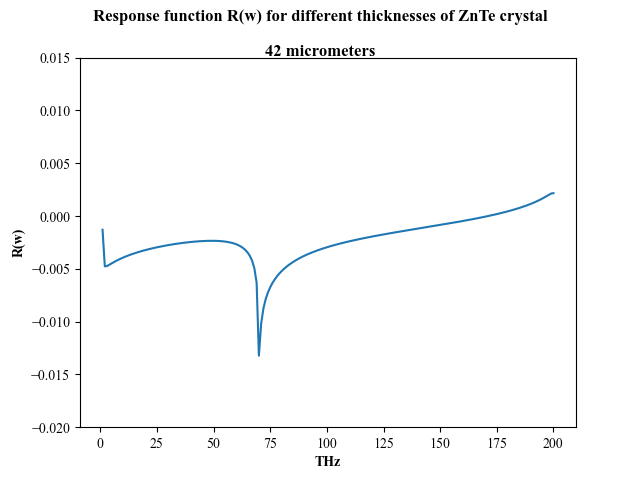 Response function R(w) for different thicknesses of ZnTe crystal
42 micrometers
0.015
0.010
0.005
0.000
−0.005
−0.010
−0.015
−0.020
R(w)
0 25 50 75 100 125 150 175 200
THz